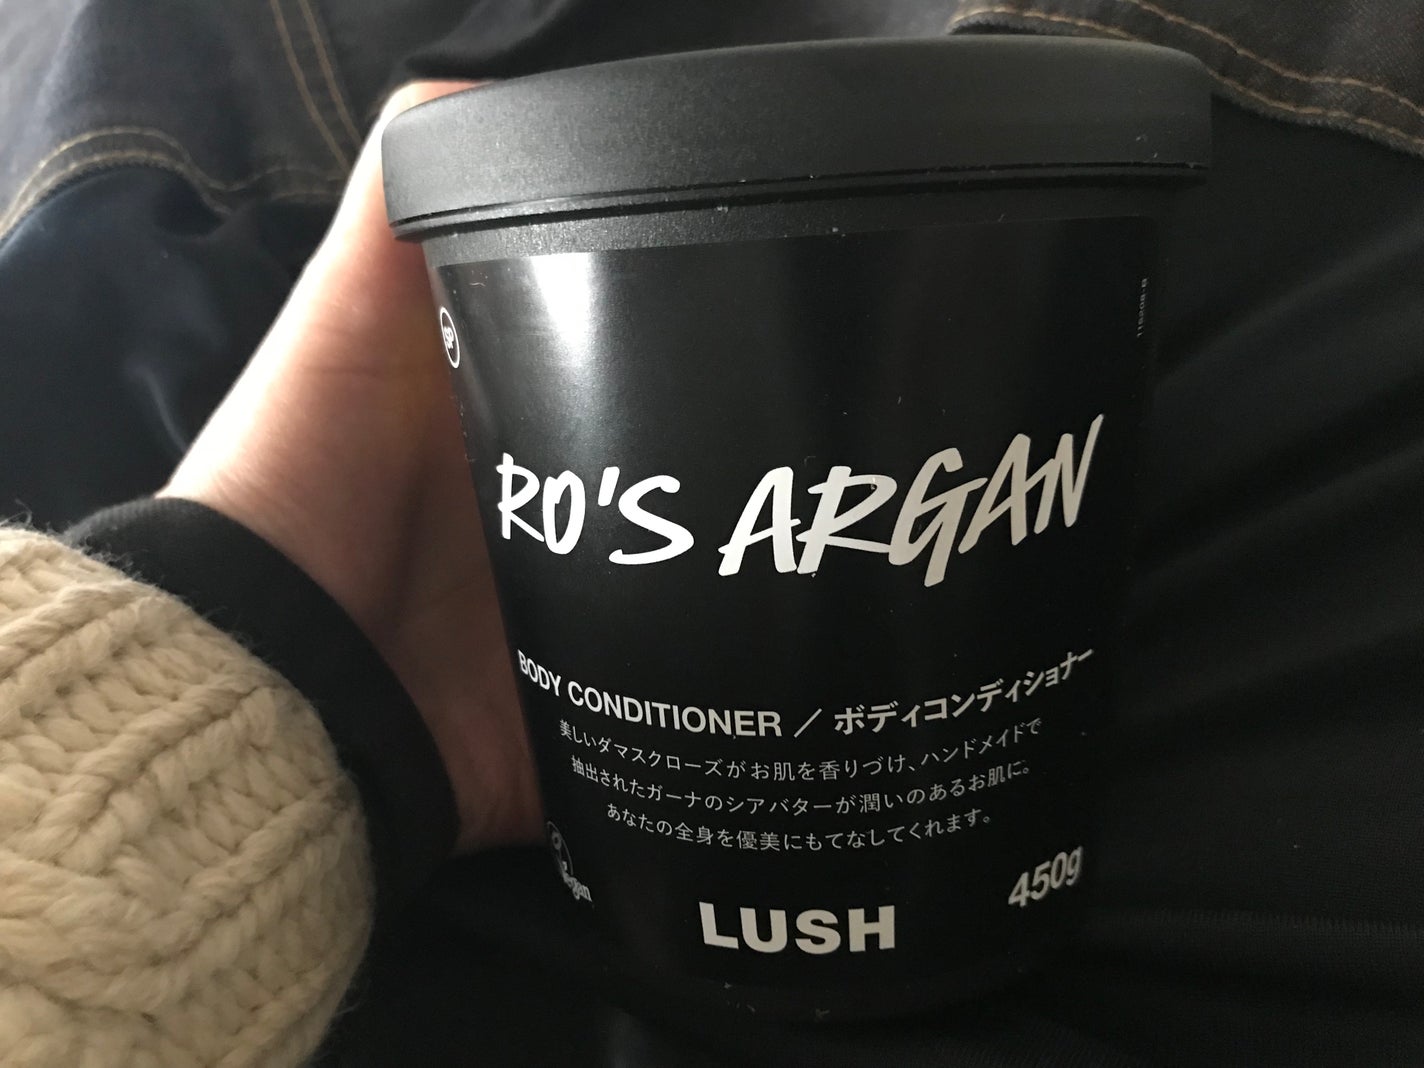 SP
115208-B
RO'S ARGAN
BODY CONDITIONER / ボディコンディショナー
美しいダマスクローズがお肌を香りづけ、ハンドメイドで
抽出されたガーナのシアバターが潤いのあるお肌に。
あなたの全身を優美にもてなしてくれます。
450g
LUSH